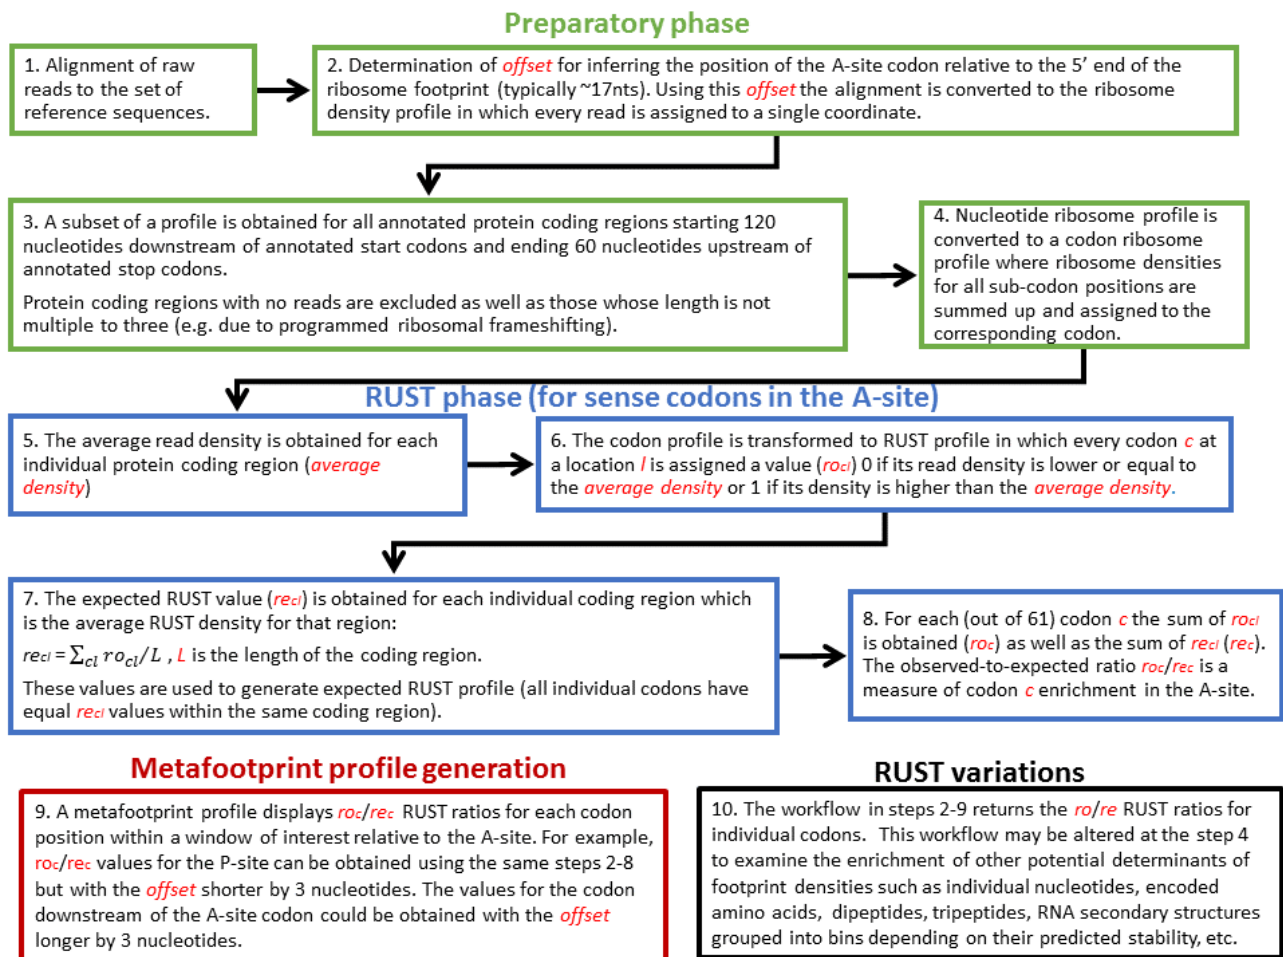 Preparatory phase
1. Alignment of raw
reads to the set of
reference sequences.
2. Determination of offset for inferring the position of the A-site codon relative to the 5’ end of the
ribosome footprint (typically ~17nts). Using this offset the alignment is converted to the ribosome
density profile in which every read is assigned to a single coordinate.
3. A subset of a profile is obtained for all annotated protein coding regions starting 120
nucleotides downstream of annotated start codons and ending 60 nucleotides upstream of
annotated stop codons.
Protein coding regions with no reads are excluded as well as those whose length is not
multiple to three (e.g. due to programmed ribosomal frameshifting).
4. Nucleotide ribosome profile is
converted to a codon ribosome
profile where ribosome densities
for all sub-codon positions are
summed up and assigned to the
corresponding codon.
RUST phase (for sense codons in the A-site)
5. The average read density is obtained for each
individual protein coding region (average
density)
6. The codon profile is transformed to RUST profile in which every codon c at
a location l is assigned a value (ro_cl) 0 if its read density is lower or equal to
the average density or 1 if its density is higher than the average density.
7. The expected RUST value (re_cl) is obtained for each individual coding region which
is the average RUST density for that region:
re_cl = ∑_cl ro_cl/L , L is the length of the coding region.
These values are used to generate expected RUST profile (all individual codons have
equal re_cl values within the same coding region).
8. For each (out of 61) codon c the sum of ro_cl
is obtained (ro_c) as well as the sum of re_cl (re_c).
The observed-to-expected ratio ro_c/re_c is a
measure of codon c enrichment in the A-site.
Metafootprint profile generation
9. A metafootprint profile displays ro_c/re_c RUST ratios for each codon
position within a window of interest relative to the A-site. For example,
ro_c/re_c values for the P-site can be obtained using the same steps 2-8
but with the offset shorter by 3 nucleotides. The values for the codon
downstream of the A-site codon could be obtained with the offset
longer by 3 nucleotides.
RUST variations
10. The workflow in steps 2-9 returns the ro/re RUST ratios for
individual codons. This workflow may be altered at the step 4
to examine the enrichment of other potential determinants of
footprint densities such as individual nucleotides, encoded
amino acids, dipeptides, tripeptides, RNA secondary structures
grouped into bins depending on their predicted stability, etc.